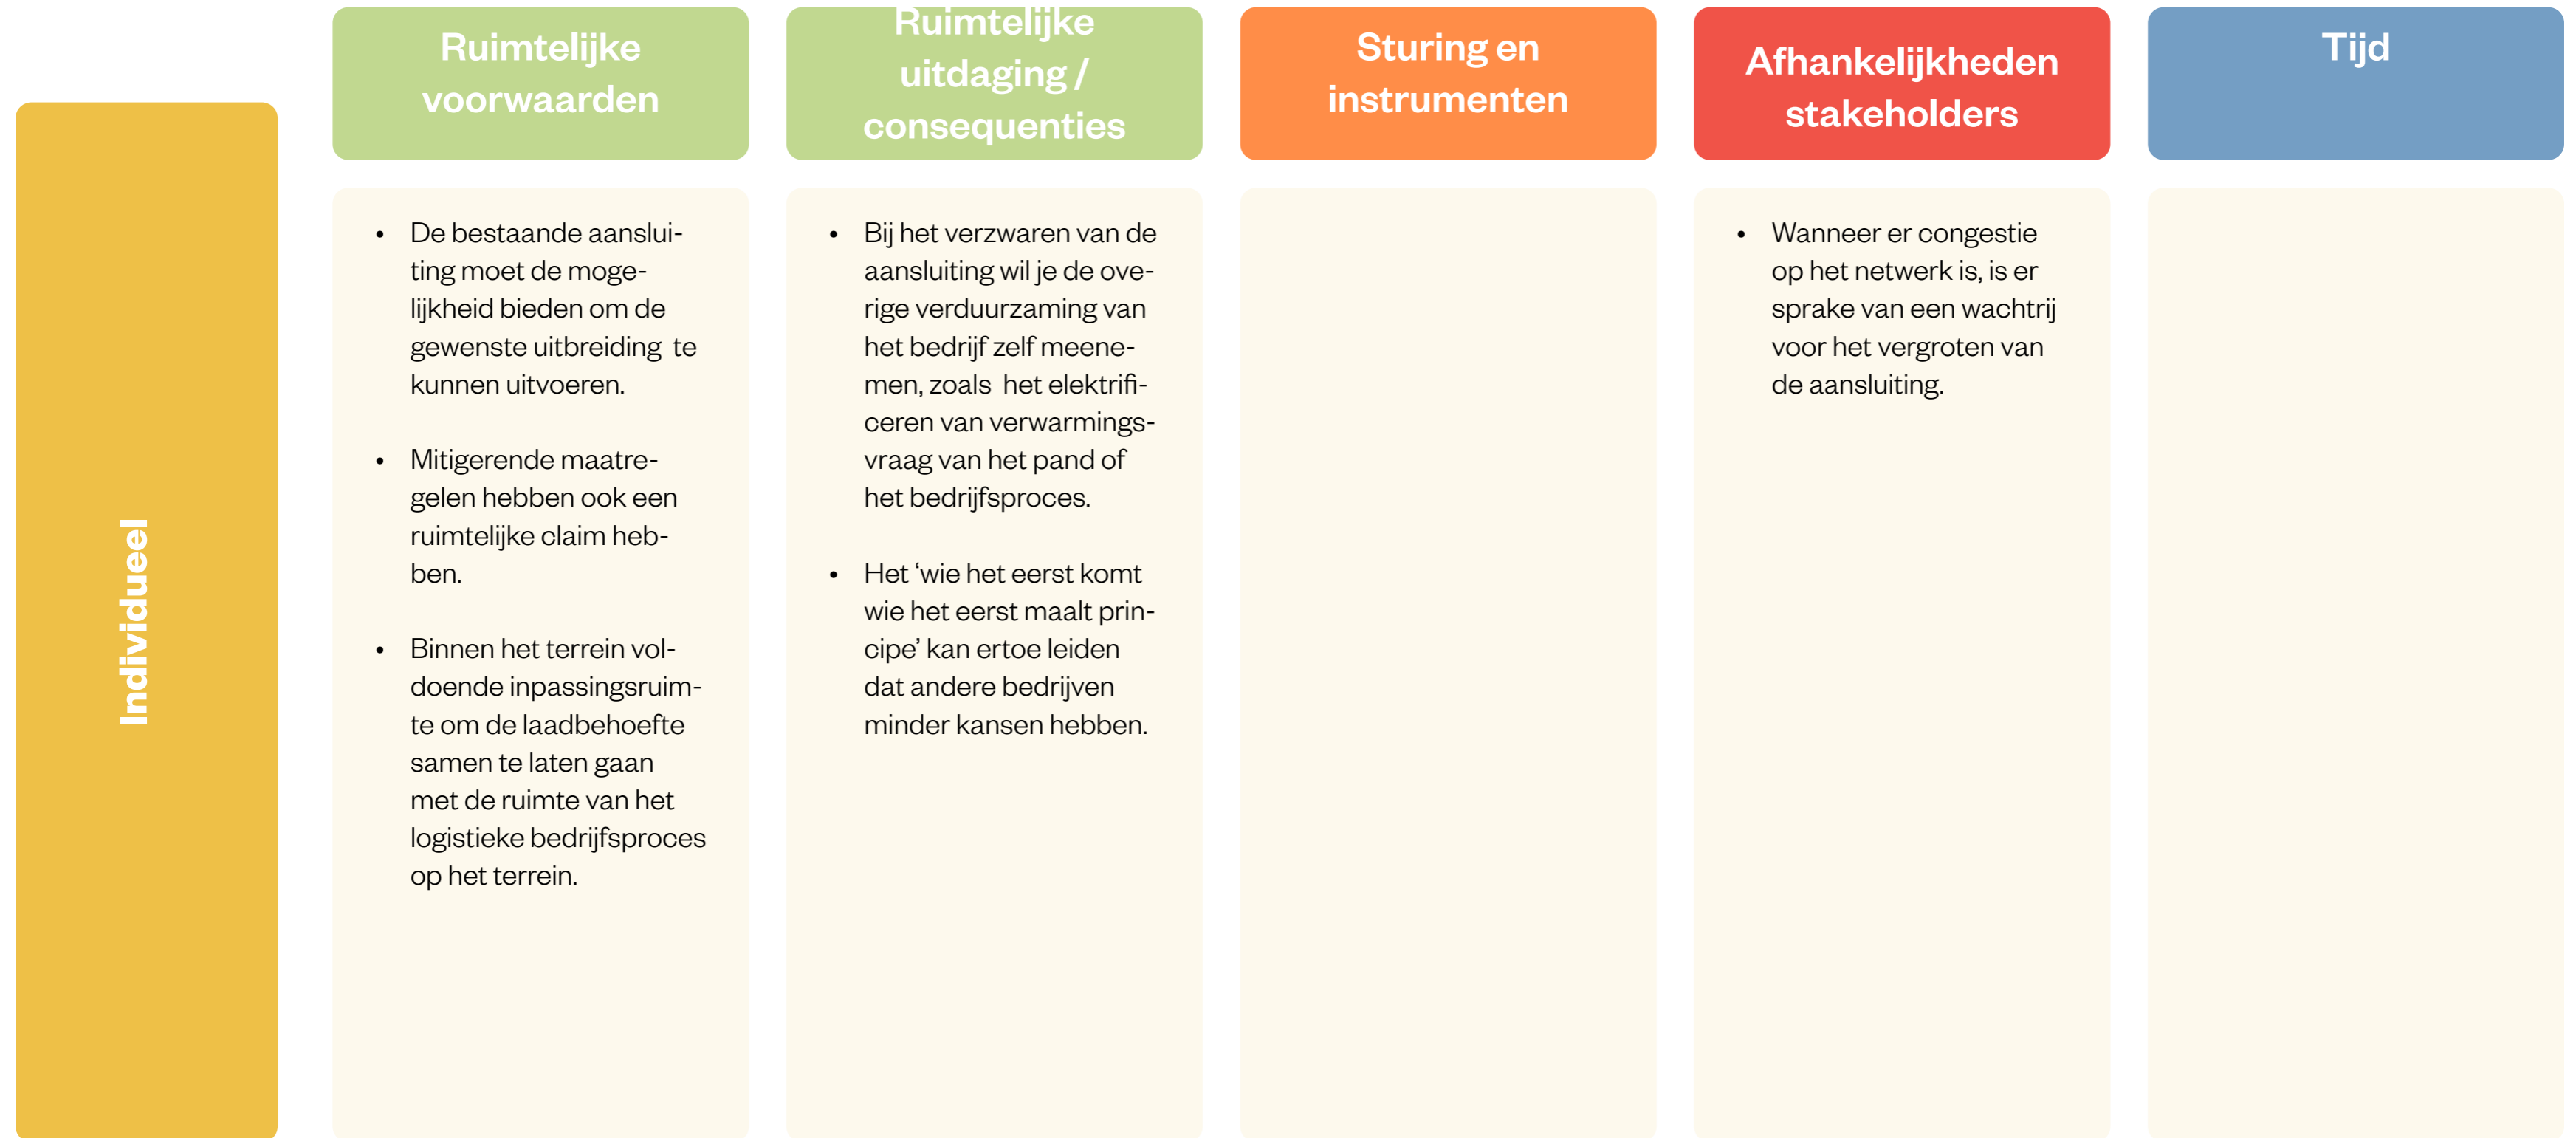 Ruimtelijke
voorwaarden
Ruimtelijke
uitdaging /
consequenties
Sturing en
instrumenten
Afhankelijkheden
stakeholders
Tijd
Individueel
• De bestaande aanslui-
ting moet de moge-
lijkheid bieden om de
gewenste uitbreiding te
kunnen uitvoeren.
• Mitigerende maatre-
gelen hebben ook een
ruimtelijke claim heb-
ben.
• Binnen het terrein vol-
doende inpassingsruim-
te om de laadbehoefte
samen te laten gaan
met de ruimte van het
logistieke bedrijfsproces
op het terrein.
• Bij het verzwaren van de
aansluiting wil je de ove-
rige verduurzaming van
het bedrijf zelf meene-
men, zoals het elektrifi-
ceren van verwarmings-
vraag van het pand of
het bedrijfsproces.
• Het ‘wie het eerst komt
wie het eerst maalt prin-
cipe’ kan ertoe leiden
dat andere bedrijven
minder kansen hebben.
• Wanneer er congestie
op het netwerk is, is er
sprake van een wachtrij
voor het vergroten van
de aansluiting.